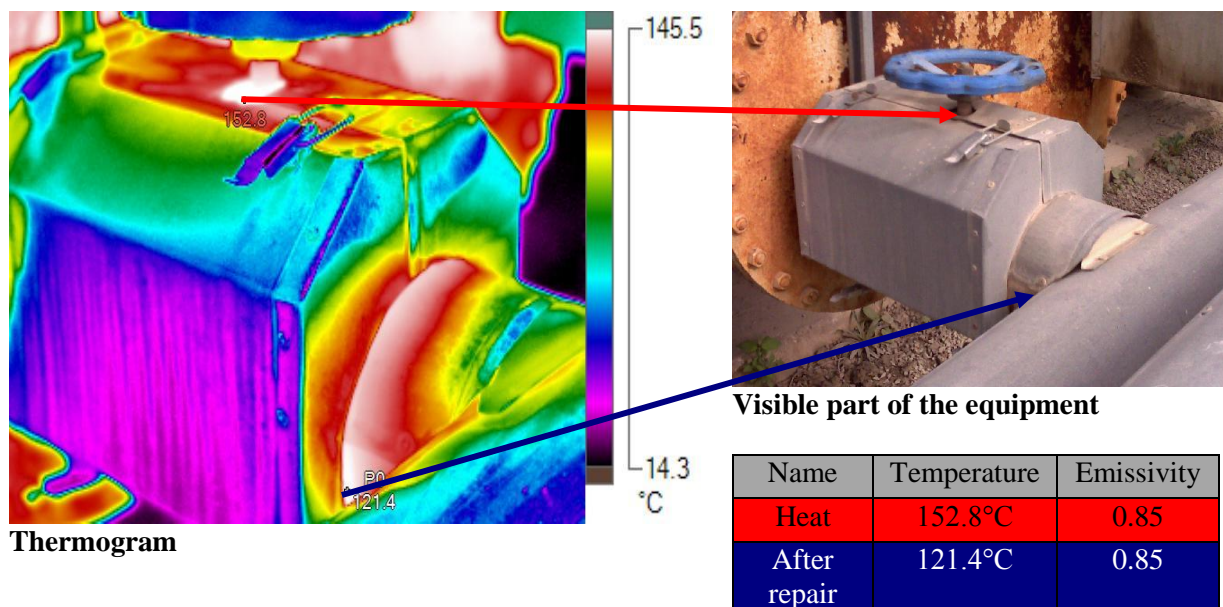 145.5
152.8
P0
121.4
14.3
°C
Thermogram
Visible part of the equipment
Name Temperature Emissivity
Heat 152.8°C 0.85
After repair 121.4°C 0.85